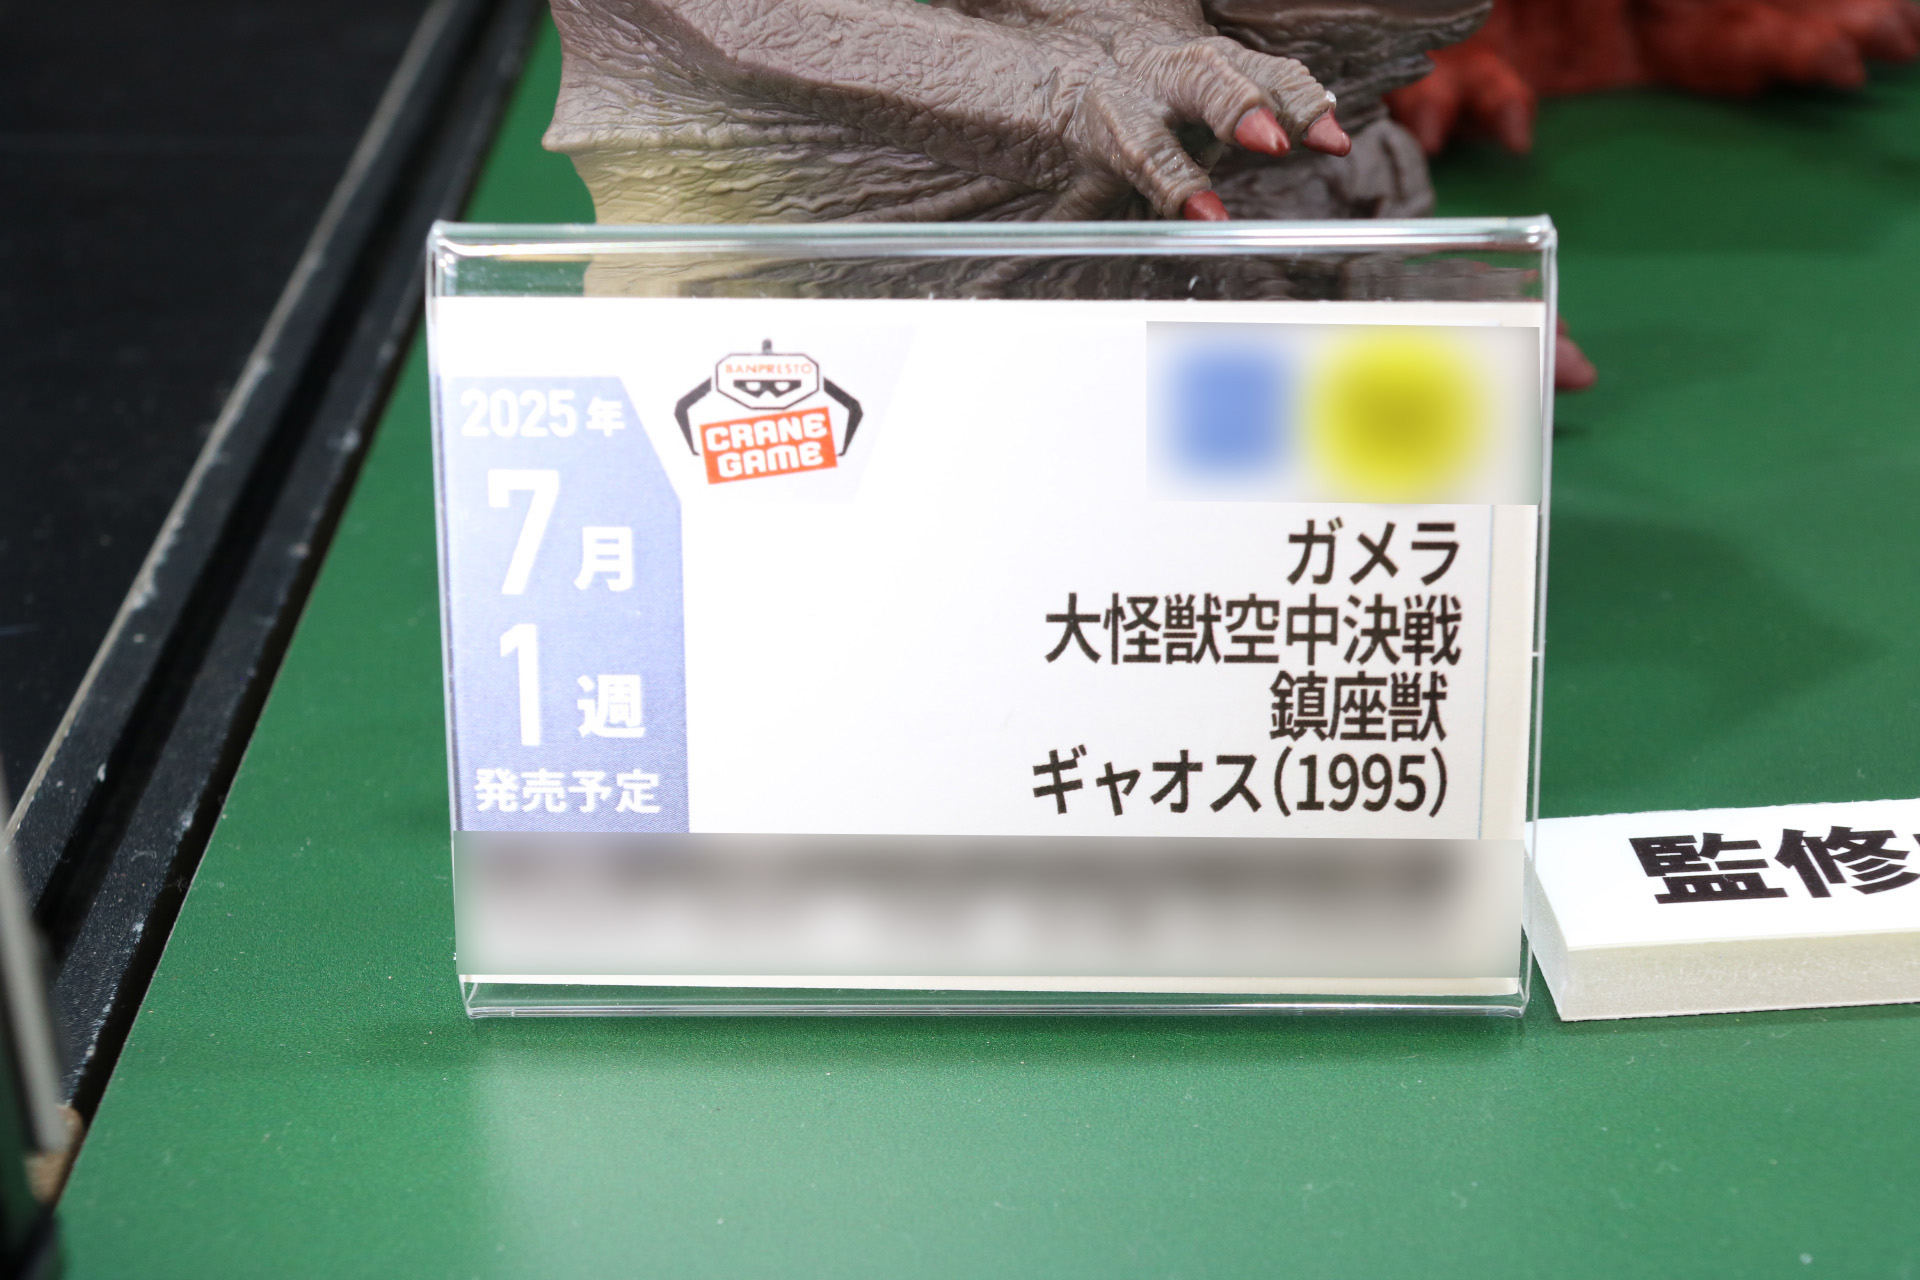 2025年
7月
1週
発売予定
BANPRESTO
CRANE
GAME
ガメラ
大怪獣空中決戦
鎮座獣
ギャオス(1995)
監修